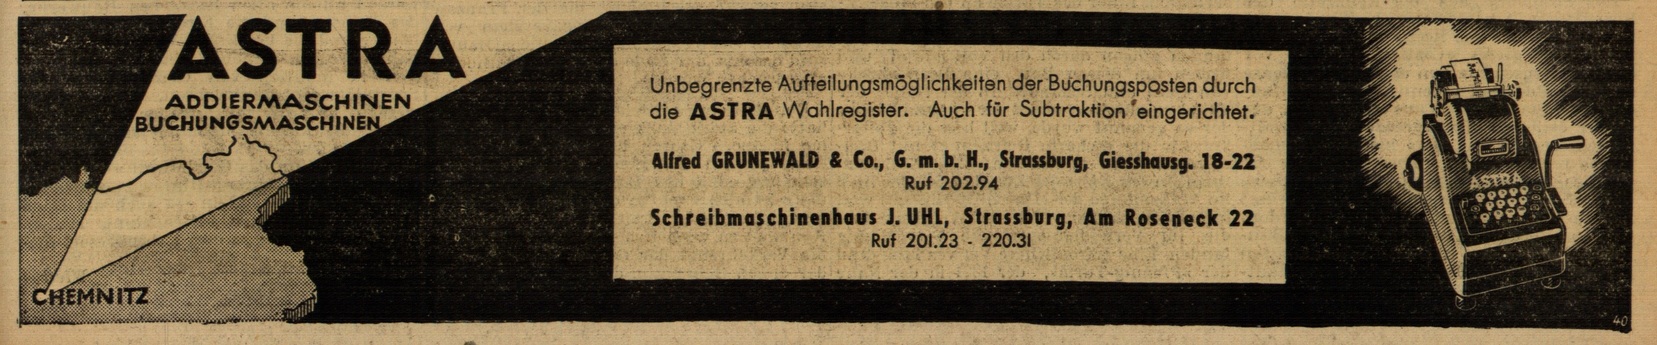 ASTRA
ADDIERMASCHINEN
BUCHUNGSMASCHINEN
CHEMNITZ
Unbegrenzte Aufteilungsmöglichkeiten der Buchungsposten durch
die ASTRA Wahlregister. Auch für Subtraktion eingerichtet.
Alfred GRUNEWALD & Co., G. m. b. H., Strassburg, Giesshausg. 18-22
Ruf 202.94
Schreibmaschinenhaus J. UHL, Strassburg, Am Roseneck 22
Ruf 201.23 - 220.31
ASTRA
40